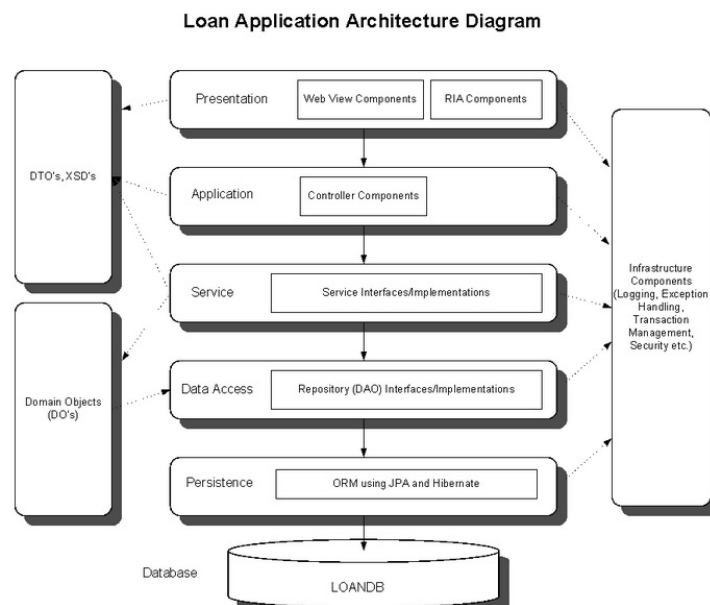 Loan Application Architecture Diagram
Presentation
Web View Components
RIA Components
DTO's, XSD's
Application
Controller Components
Service
Service Interfaces/Implementations
Infrastructure
Components
(Logging, Exception
Handling,
Transaction
Management,
Security etc.)
Domain Objects
(DO's)
Data Access
Repository (DAO) Interfaces/Implementations
Persistence
ORM using JPA and Hibernate
Database
LOANDB